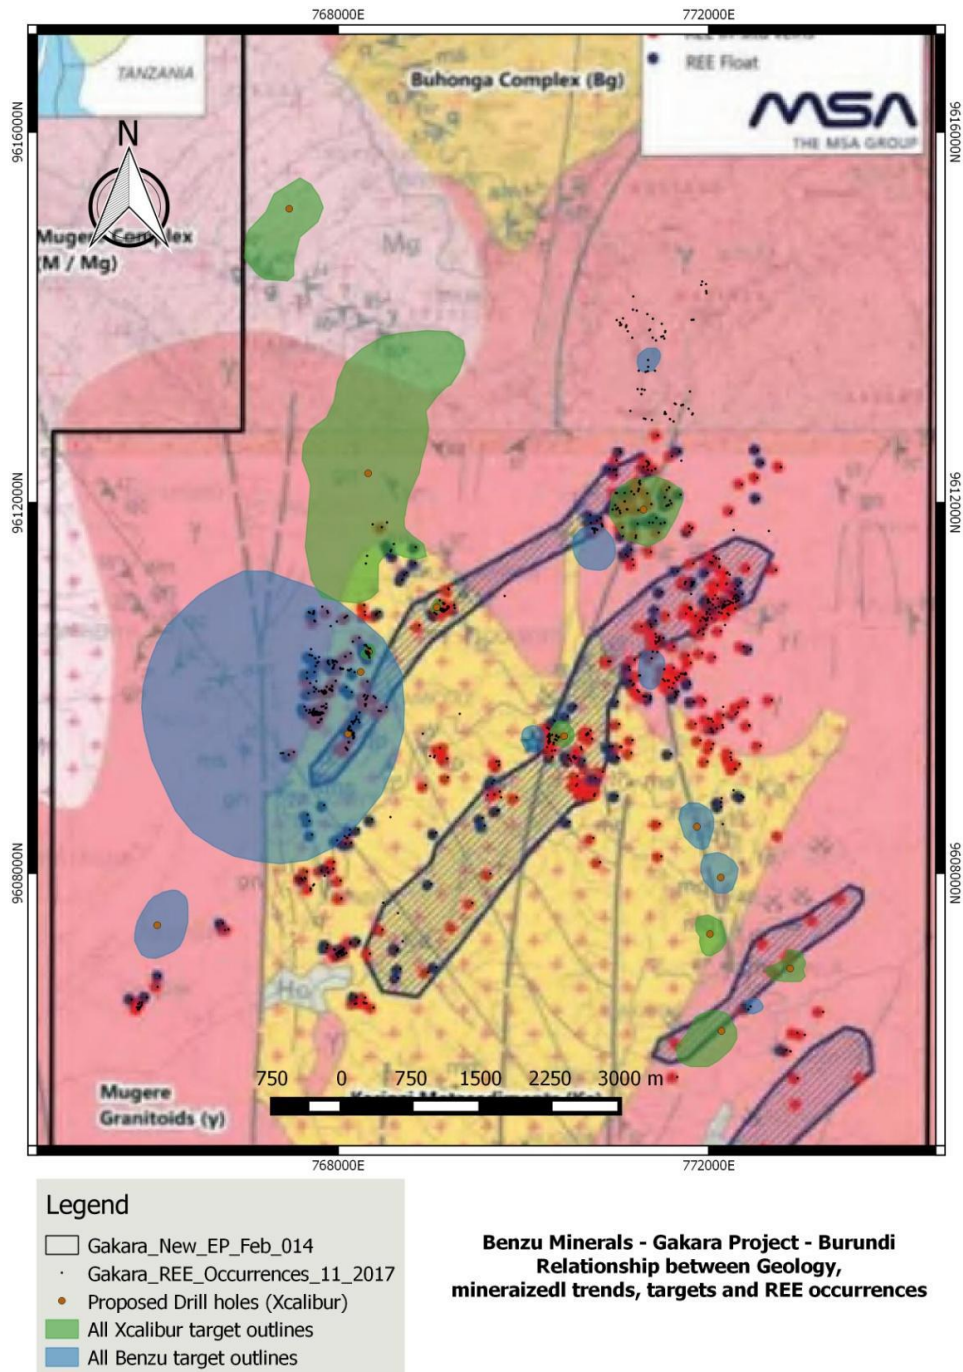 768000E
772000E
REE Float
TANZANIA
Buhonga Complex (Bg)
MSA
THE MSA GROUP
9616000N
9616000N
N
Complex
(M / Mg)
Mg
9612000N
9612000N
9608000N
9608000N
Ho
750 0 750 1500 2250 3000 m
Mugere
Granitoids (γ)
768000E
772000E
Legend
Gakara_New_EP_Feb_014
Gakara_REE_Occurrences_11_2017
Proposed Drill holes (Xcalibur)
All Xcalibur target outlines
All Benzu target outlines
Benzu Minerals - Gakara Project - Burundi
Relationship between Geology,
mineraizedl trends, targets and REE occurrences